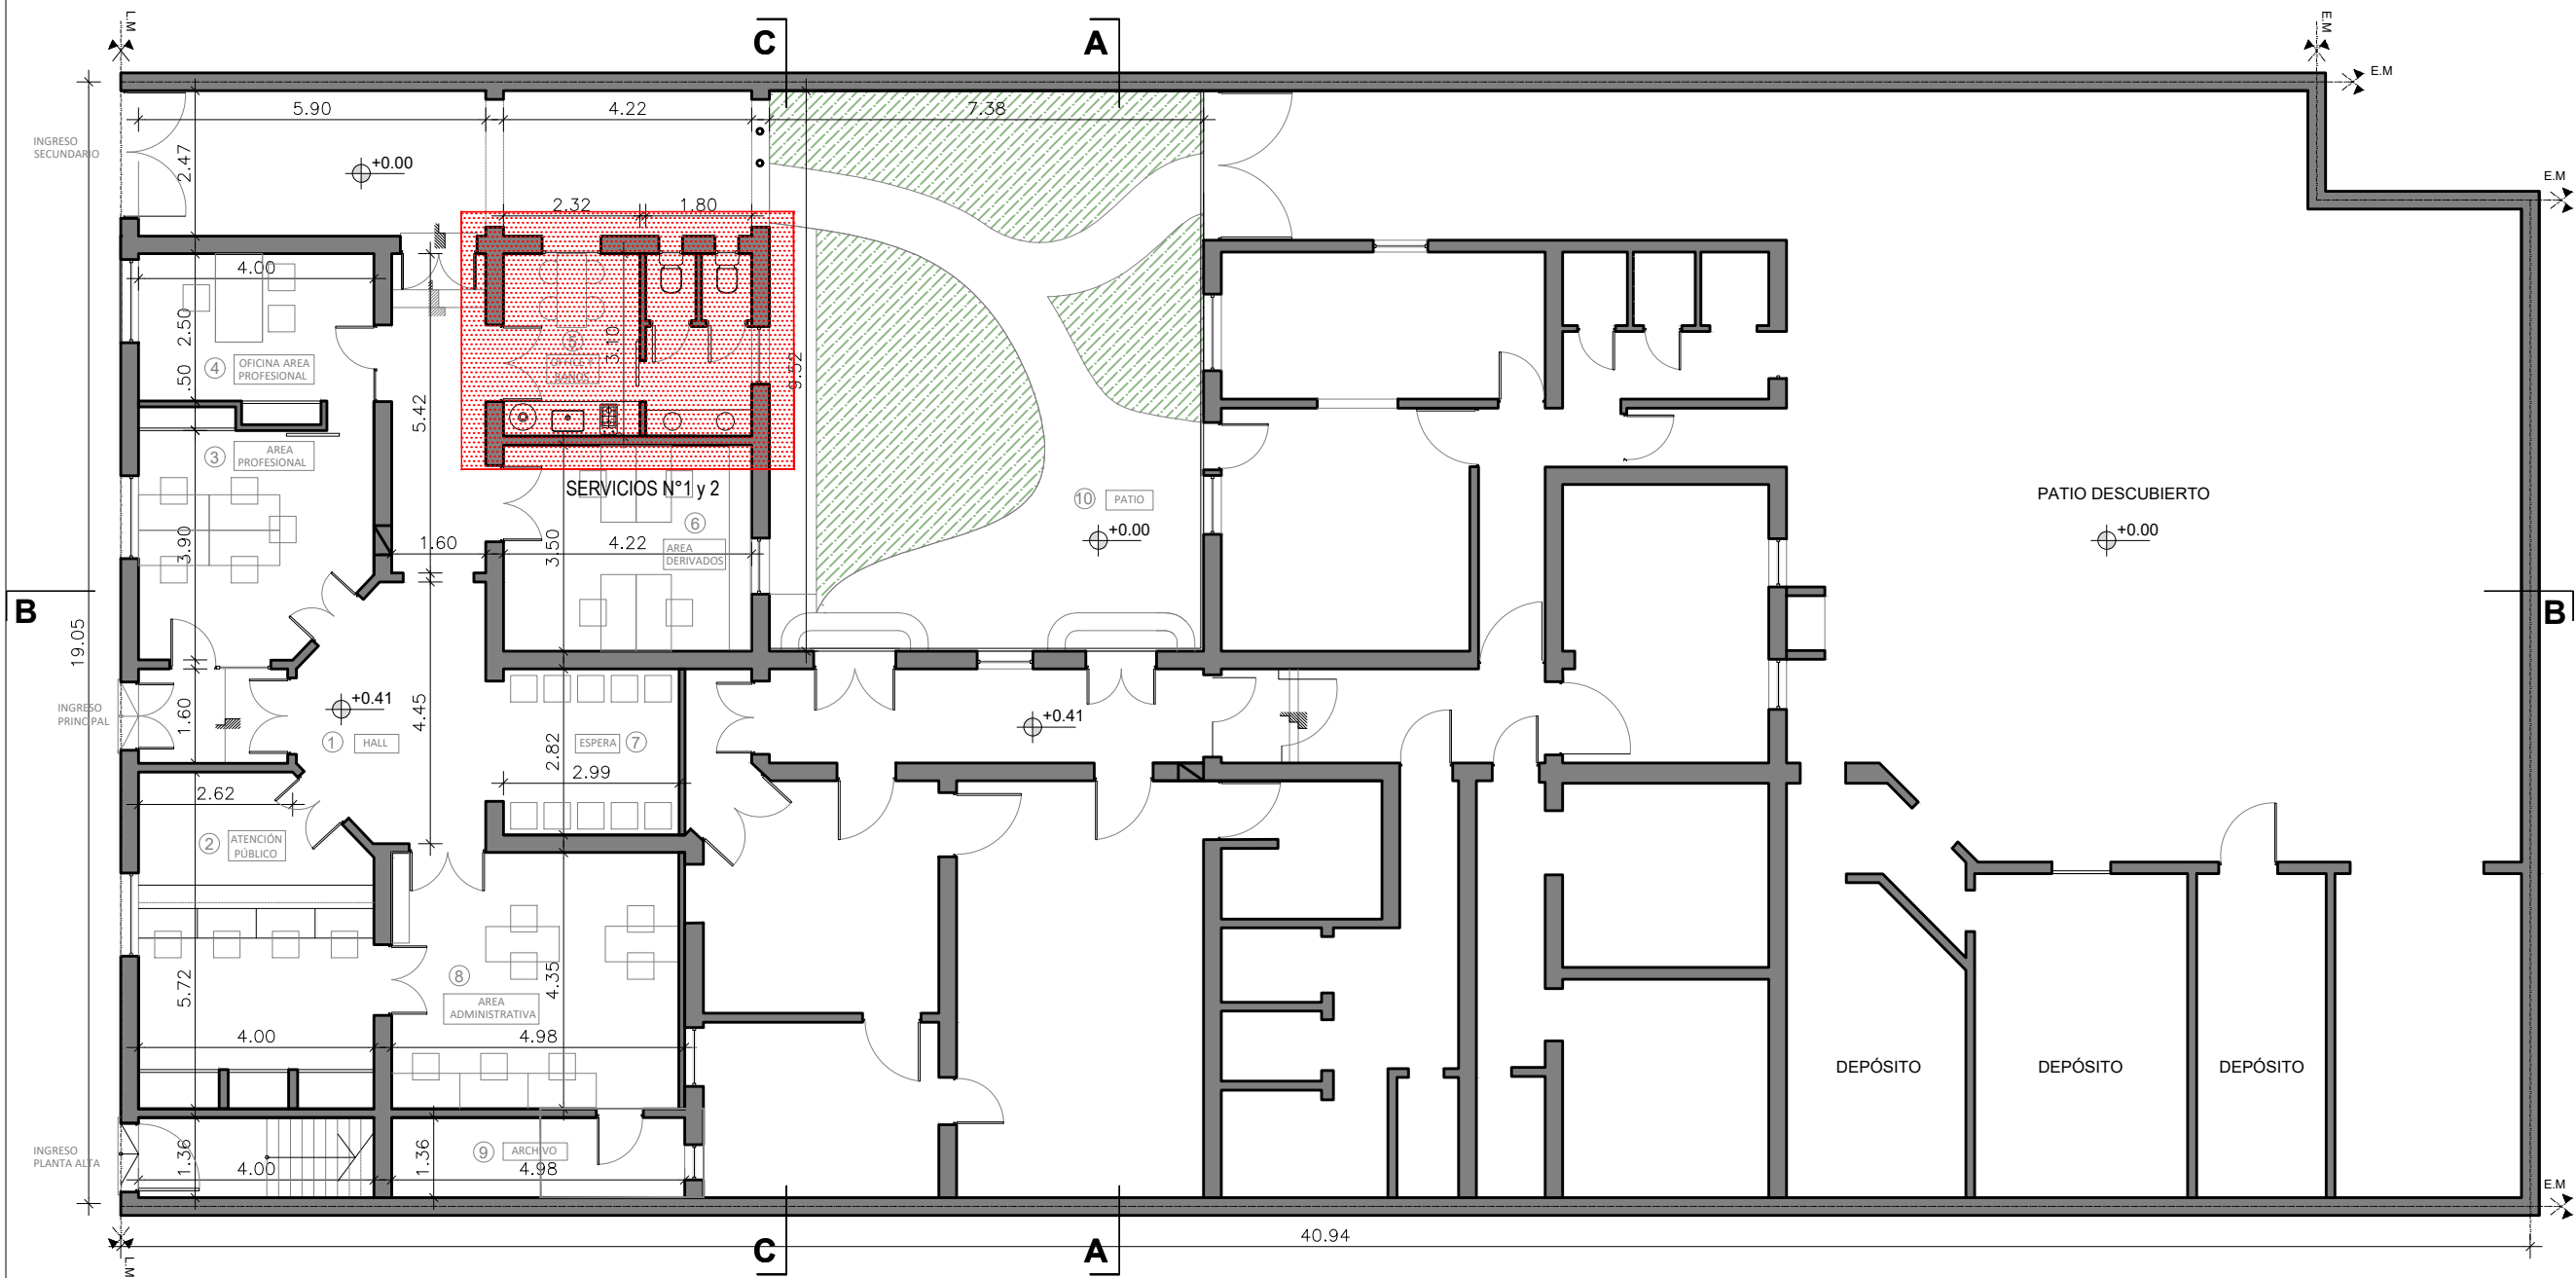 L.M
C
A
E.M
E.M
5.90
4.22
7.38
INGRESO
SECUNDARIO
2.47
+0.00
E.M
2.32
1.80
4.00
2.50
4
OFICINA AREA
PROFESIONAL
.50
5.42
3.10
5
OFFICE Y
BAÑOS
9.52
3
AREA
PROFESIONAL
3.90
SERVICIOS N°1 y 2
6
AREA
DERIVADOS
1.60
3.50
4.22
10
PATIO
+0.00
PATIO DESCUBIERTO
+0.00
B
B
19.05
INGRESO
PRINCIPAL
1.60
+0.41
4.45
1
HALL
ESPERA
7
2.82
2.99
+0.41
2.62
2
ATENCIÓN
PÚBLICO
5.72
8
AREA
ADMINISTRATIVA
4.35
4.00
4.98
DEPÓSITO
DEPÓSITO
DEPÓSITO
INGRESO
PLANTA ALTA
1.36
4.00
1.36
9
ARCHIVO
4.98
E.M
L.M
C
A
40.94